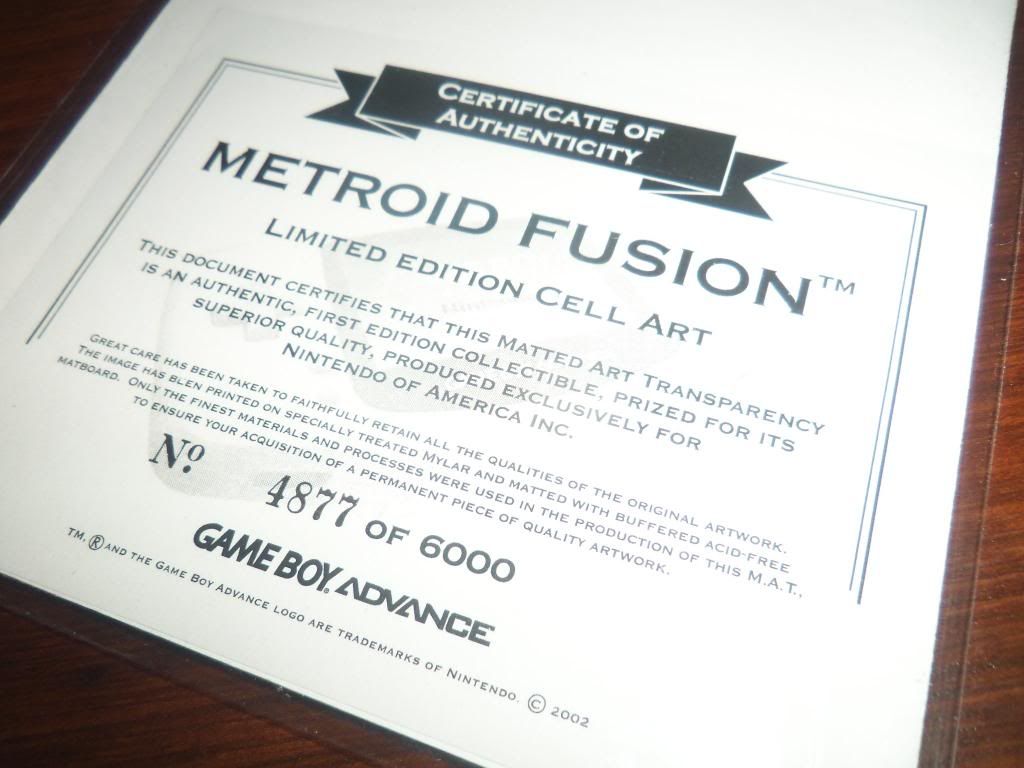 CERTIFICATE OF
AUTHENTICITY
METROID FUSION™
LIMITED EDITION CELL ART
THIS DOCUMENT CERTIFIES THAT THIS MATTED ART TRANSPARENCY
IS AN AUTHENTIC, FIRST EDITION COLLECTIBLE, PRIZED FOR ITS
SUPERIOR QUALITY, PRODUCED EXCLUSIVELY FOR
NINTENDO OF AMERICA INC.
GREAT CARE HAS BEEN TAKEN TO FAITHFULLY RETAIN ALL THE QUALITIES OF THE ORIGINAL ARTWORK.
THE IMAGE HAS BEEN PRINTED ON SPECIALLY TREATED MYLAR AND MATTED WITH BUFFERED ACID-FREE
MATBOARD. ONLY THE FINEST MATERIALS AND PROCESSES WERE USED IN THE PRODUCTION OF THIS M.A.T.,
TO ENSURE YOUR ACQUISITION OF A PERMANENT PIECE OF QUALITY ARTWORK.
No. 4877 OF 6000
GAME BOY ADVANCE
TM, ® AND THE GAME BOY ADVANCE LOGO ARE TRADEMARKS OF NINTENDO. © 2002